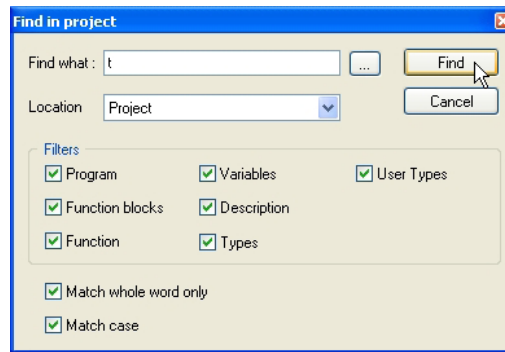 Find in project
Find what : t ... Find
Location Project Cancel
Filters
Program Variables User Types
Function blocks Description
Function Types
Match whole word only
Match case